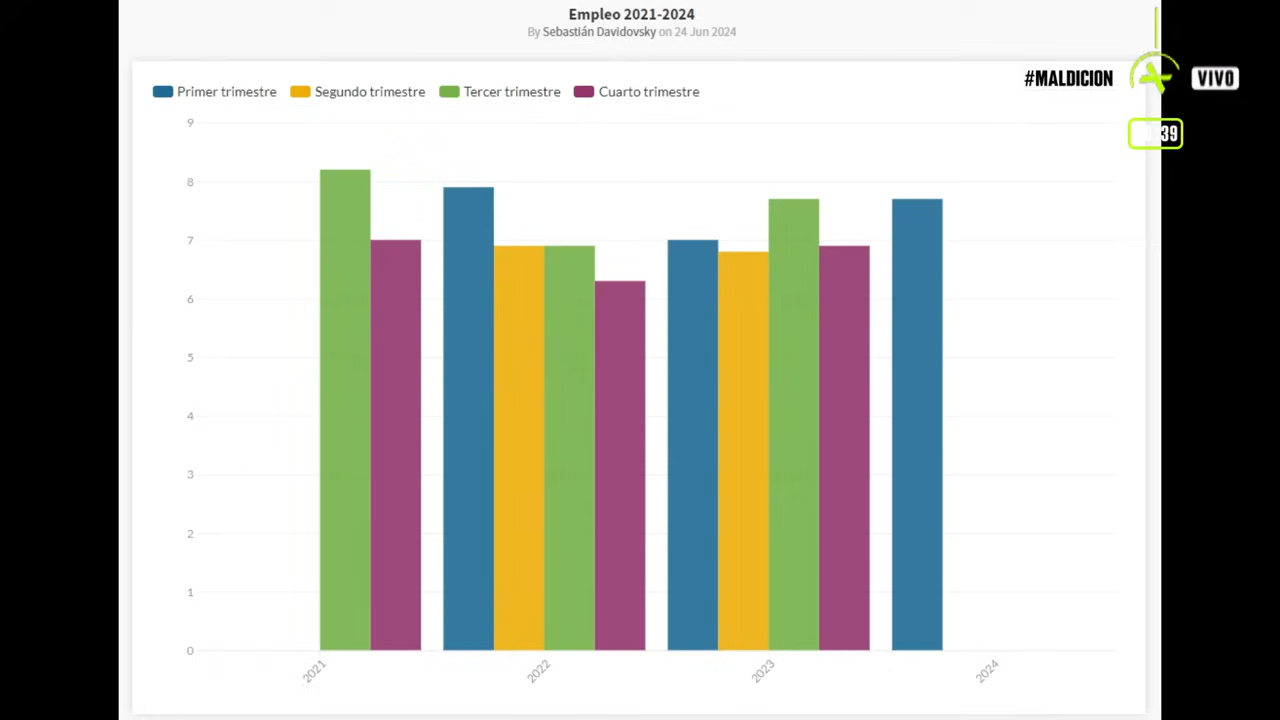 Empleo 2021-2024
By Sebastián Davidovsky on 24 Jun 2024
#MALDICION
VIVO
39
Primer trimestre
Segundo trimestre
Tercer trimestre
Cuarto trimestre
9
8
7
6
5
4
3
2
1
0
2021
2022
2023
2024